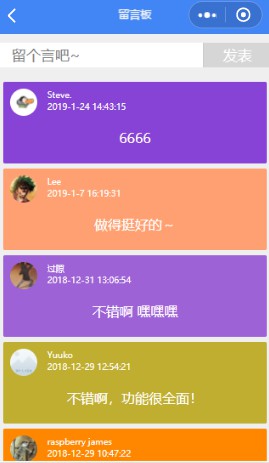 留言板
留个言吧~
发表
Steve.
2019-1-24 14:43:15
6666
Lee
2019-1-7 16:19:31
做得挺好的～
过隙
2018-12-31 13:06:54
不错啊 嘿嘿嘿
Yuuko
2018-12-29 12:54:21
不错啊，功能很全面！
raspberry james
2018-12-29 10:47:22